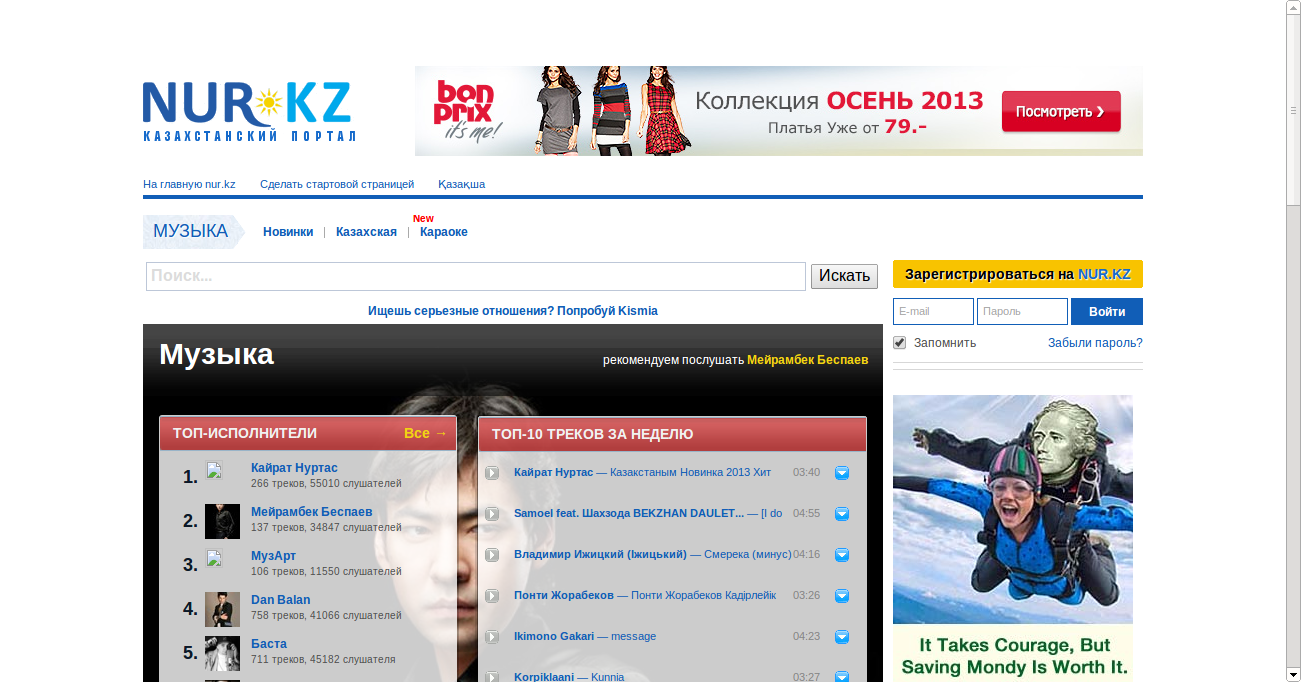 NUR KZ
КАЗАХСТАНСКИЙ ПОРТАЛ
bon prix
it's me!
Коллекция ОСЕНЬ 2013
Платья Уже от 79.-
Посмотреть ❯
На главную nur.kz Сделать стартовой страницей Қазақша
МУЗЫКА
Новинки | Казахская | Караоке
New
Поиск...
Искать
Зарегистрироваться на NUR.KZ
E-mail Пароль Войти
Запомнить Забыли пароль?
Ищешь серьезные отношения? Попробуй Kismia
Музыка
рекомендуем послушать Мейрамбек Беспаев
ТОП-ИСПОЛНИТЕЛИ Все →
1. Кайрат Нуртас
266 треков, 55010 слушателей
2. Мейрамбек Беспаев
137 треков, 34847 слушателей
3. МузАрт
106 треков, 11550 слушателей
4. Dan Balan
758 треков, 41066 слушателей
5. Баста
711 треков, 45182 слушателя
ТОП-10 ТРЕКОВ ЗА НЕДЕЛЮ
Кайрат Нуртас — Казакстаным Новинка 2013 Хит 03:40
Samoel feat. Шахзода BEKZHAN DAULET... — [I do 04:55
Владимир Ижицкий (Іжицький) — Смерека (минус) 04:16
Понти Жорабеков — Понти Жорабеков Кадірлейік 03:26
Ikimono Gakari — message 04:23
Korpiklaani — Kunnia 03:27
It Takes Courage, But
Saving Mondy Is Worth It.